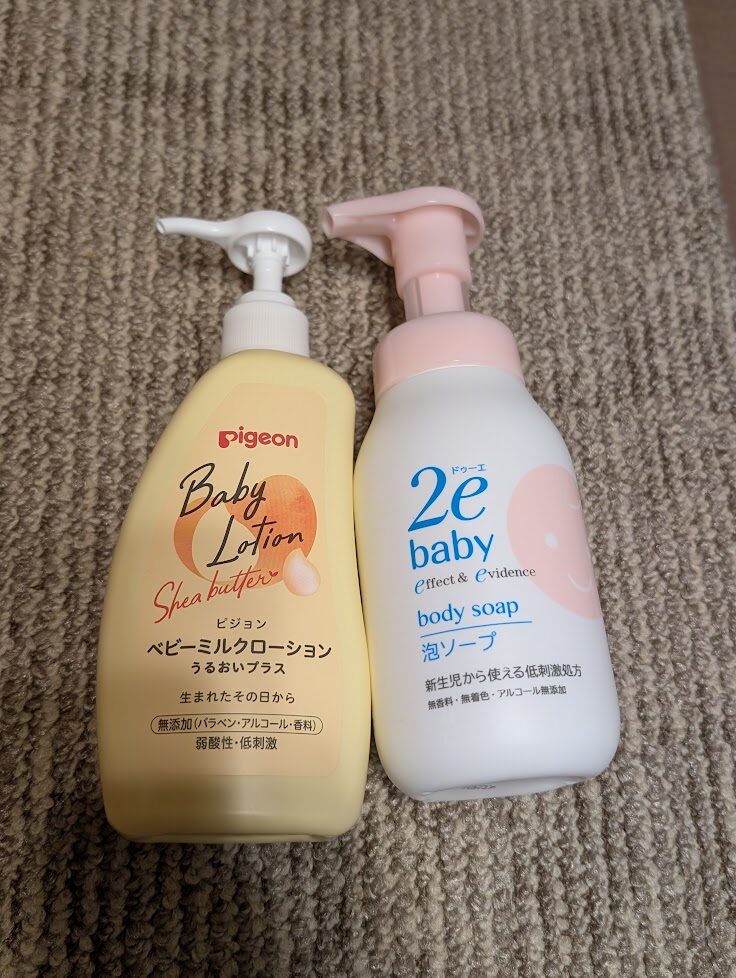 Pigeon
Baby
Lotion
Shea butter
ピジョン
ベビーミルクローション
うるおいプラス
生まれたその日から
無添加(パラベン・アルコール・香料)
弱酸性・低刺激
ドゥーエ
2e
baby
effect & evidence
body soap
泡ソープ
新生児から使える低刺激処方
無香料・無着色・アルコール無添加